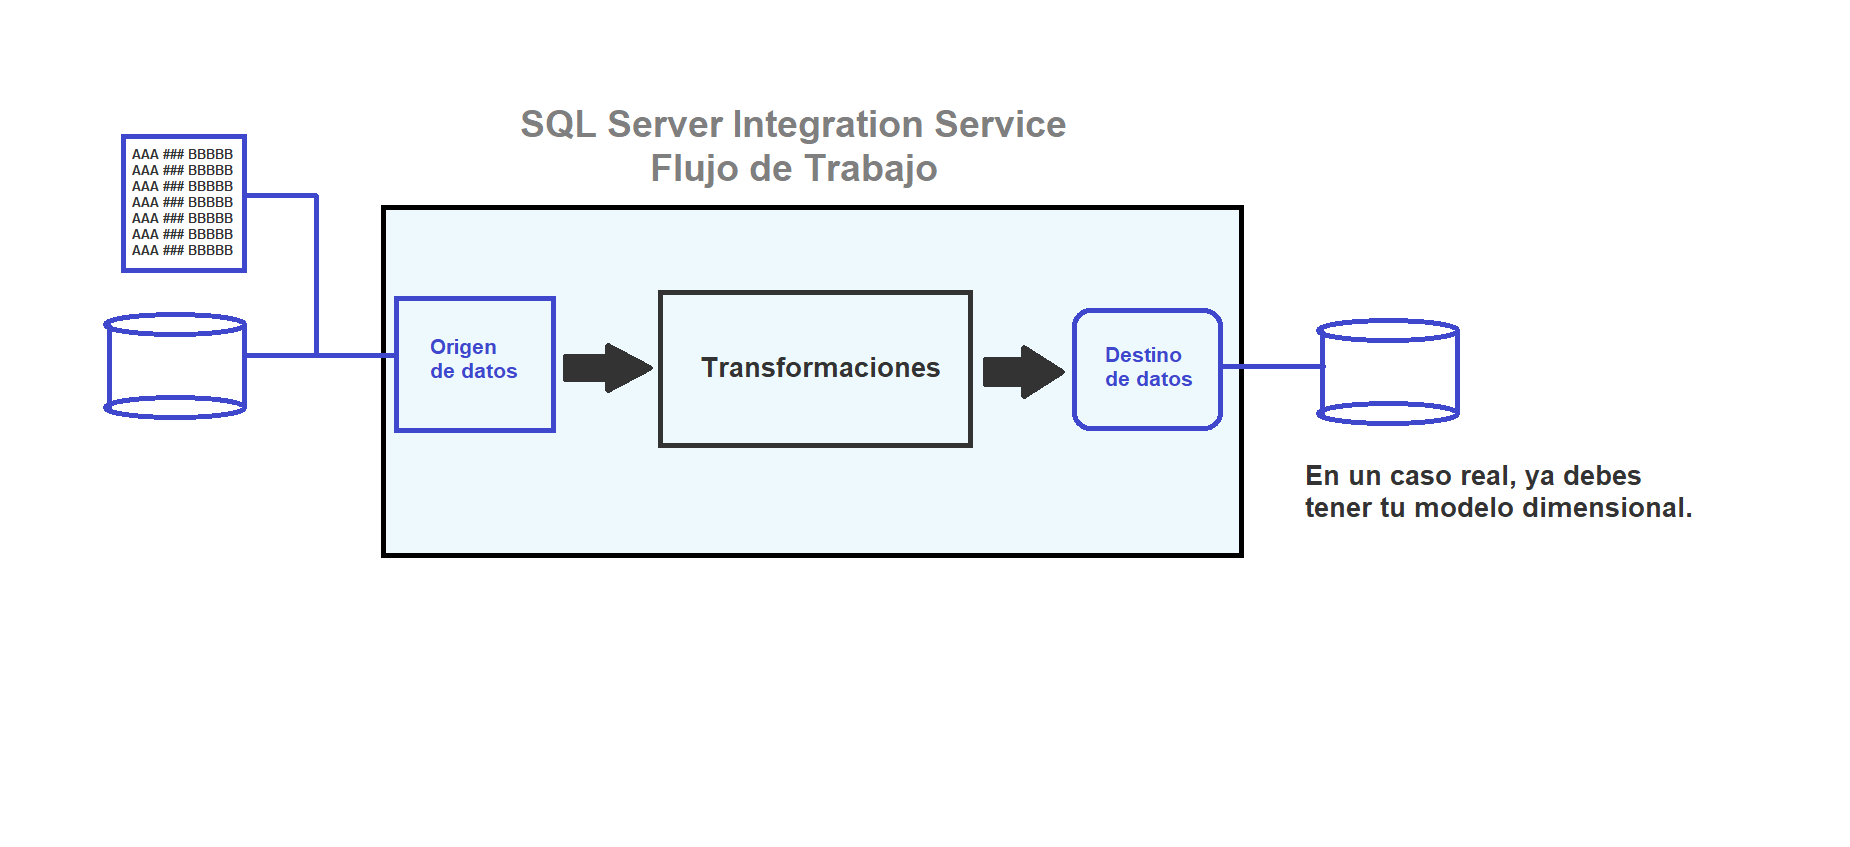 SQL Server Integration Service
Flujo de Trabajo
AAA ### BBBBB
AAA ### BBBBB
AAA ### BBBBB
AAA ### BBBBB
AAA ### BBBBB
AAA ### BBBBB
AAA ### BBBBB
Origen
de datos
Transformaciones
Destino
de datos
En un caso real, ya debes
tener tu modelo dimensional.